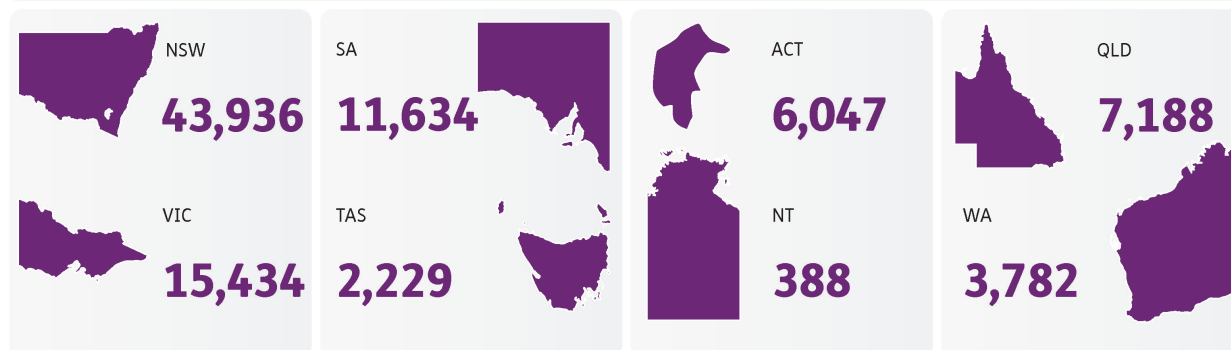 NSW
43,936
VIC
15,434
SA
11,634
TAS
2,229
ACT
6,047
NT
388
QLD
7,188
WA
3,782